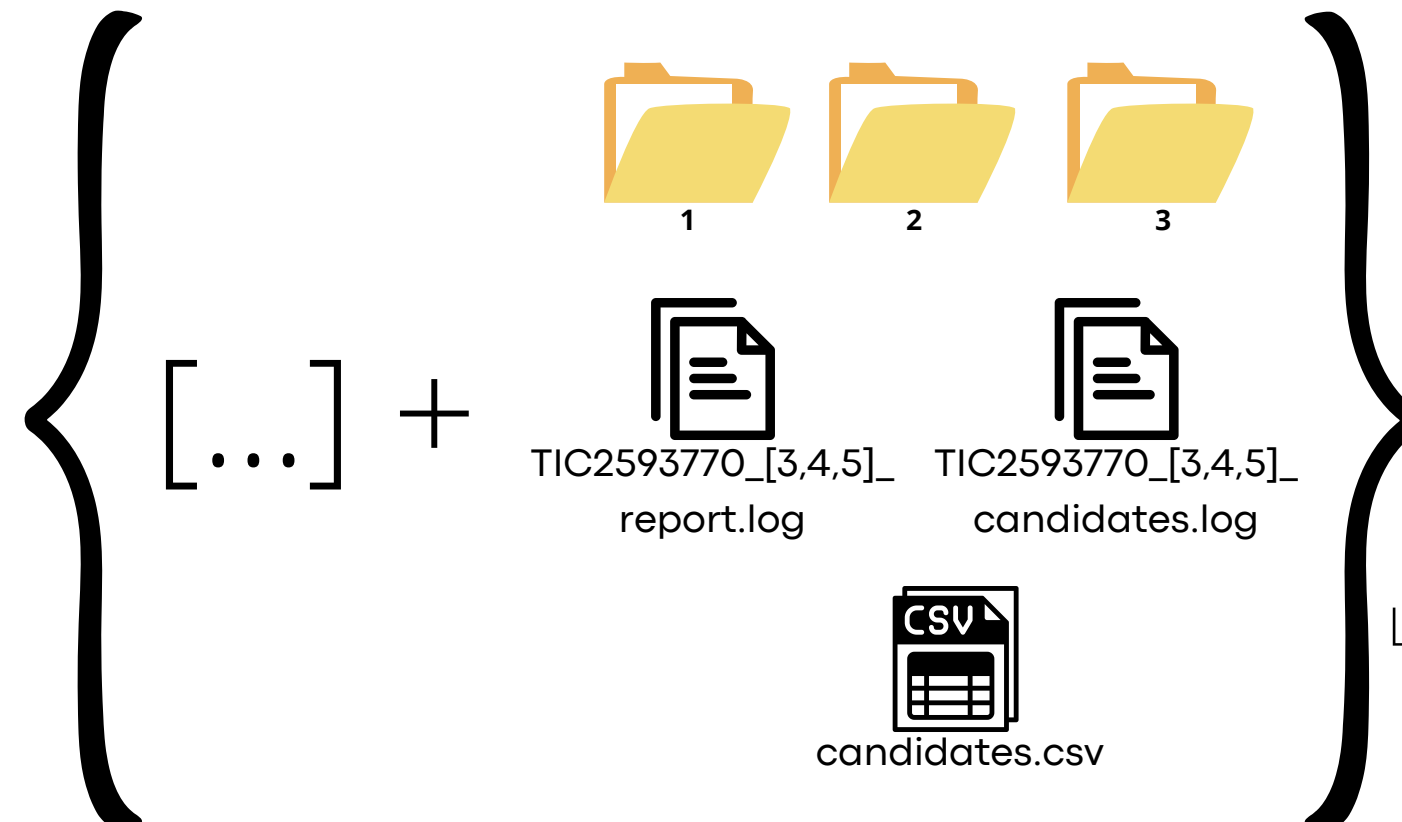 1 2 3
[...] +
TIC2593770_[3,4,5]_ TIC2593770_[3,4,5]_
report.log candidates.log
CSV
candidates.csv